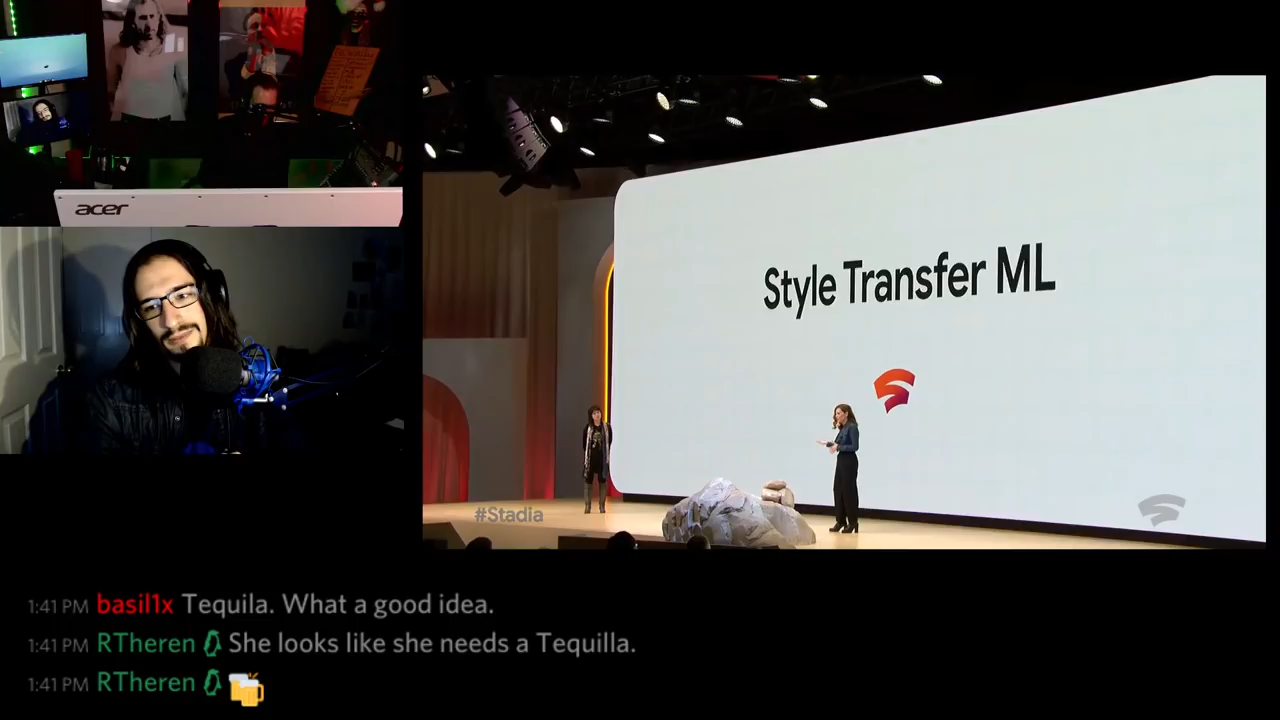 acer
Style Transfer ML
#Stadia
1:41 PM basil1x Tequila. What a good idea.
1:41 PM RTheren She looks like she needs a Tequilla.
1:41 PM RTheren 🍻